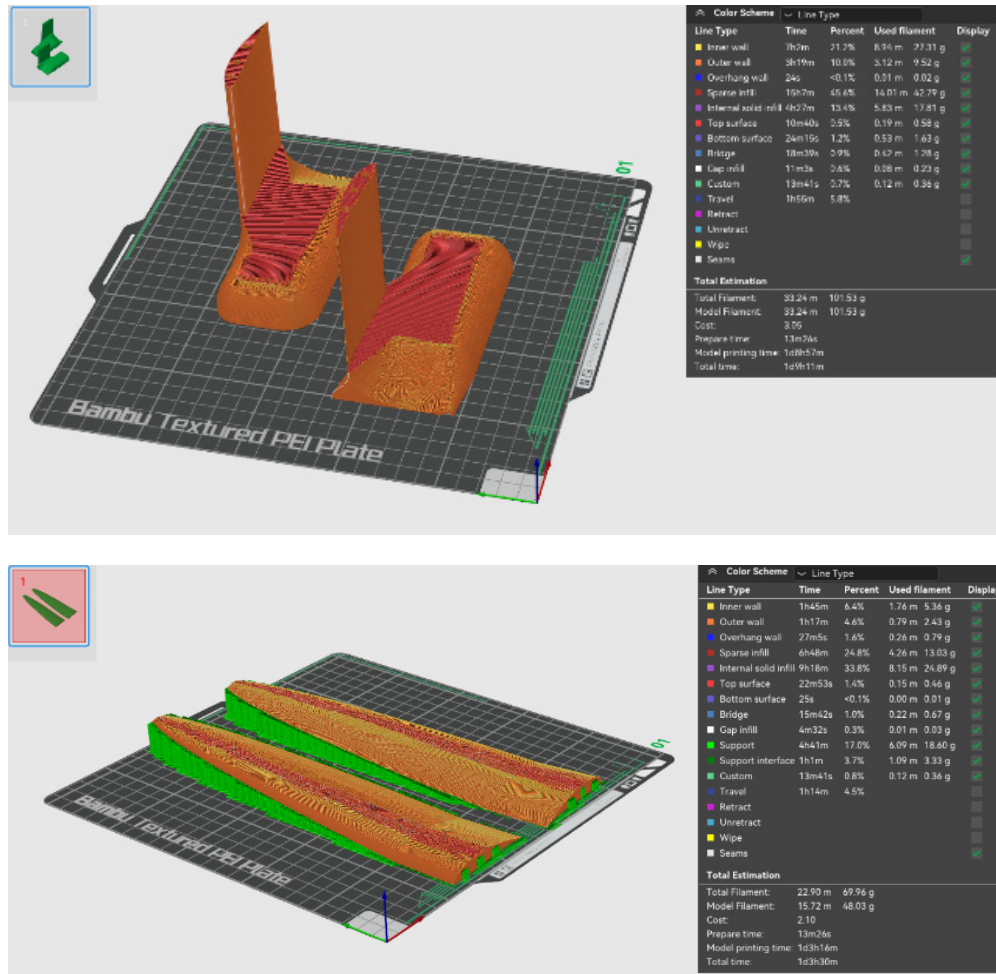 1
01
Bambu Textured PEI Plate
Color Scheme Line Type
Line Type Time Percent Used filament Display
Inner wall 7h2m 21.2% 8.94 m 27.31 g
Outer wall 3h19m 10.0% 3.12 m 9.52 g
Overhang wall 24s <0.1% 0.01 m 0.02 g
Sparse infill 15h7m 45.6% 14.01 m 42.79 g
Internal solid infill 4h27m 13.4% 5.83 m 17.81 g
Top surface 10m40s 0.5% 0.19 m 0.58 g
Bottom surface 24m15s 1.2% 0.53 m 1.63 g
Bridge 18m39s 0.9% 0.42 m 1.28 g
Gap infill 11m3s 0.6% 0.08 m 0.23 g
Custom 13m41s 0.7% 0.12 m 0.36 g
Travel 1h55m 5.8%
Retract
Unretract
Wipe
Seams
Total Estimation
Total Filament: 33.24 m 101.53 g
Model Filament: 33.24 m 101.53 g
Cost: 3.05
Prepare time: 13m26s
Model printing time: 1d8h57m
Total time: 1d9h11m
1
01
Bambu Textured PEI Plate
Color Scheme Line Type
Line Type Time Percent Used filament Displa
Inner wall 1h45m 6.4% 1.76 m 5.36 g
Outer wall 1h17m 4.6% 0.79 m 2.43 g
Overhang wall 27m5s 1.6% 0.26 m 0.79 g
Sparse infill 6h48m 24.8% 4.26 m 13.03 g
Internal solid infill 9h18m 33.8% 8.15 m 24.89 g
Top surface 22m53s 1.4% 0.15 m 0.46 g
Bottom surface 25s <0.1% 0.00 m 0.01 g
Bridge 15m42s 1.0% 0.22 m 0.67 g
Gap infill 4m32s 0.3% 0.01 m 0.03 g
Support 4h41m 17.0% 6.09 m 18.60 g
Support interface 1h1m 3.7% 1.09 m 3.33 g
Custom 13m41s 0.8% 0.12 m 0.36 g
Travel 1h14m 4.5%
Retract
Unretract
Wipe
Seams
Total Estimation
Total Filament: 22.90 m 69.96 g
Model Filament: 15.72 m 48.03 g
Cost: 2.10
Prepare time: 13m26s
Model printing time: 1d3h16m
Total time: 1d3h30m